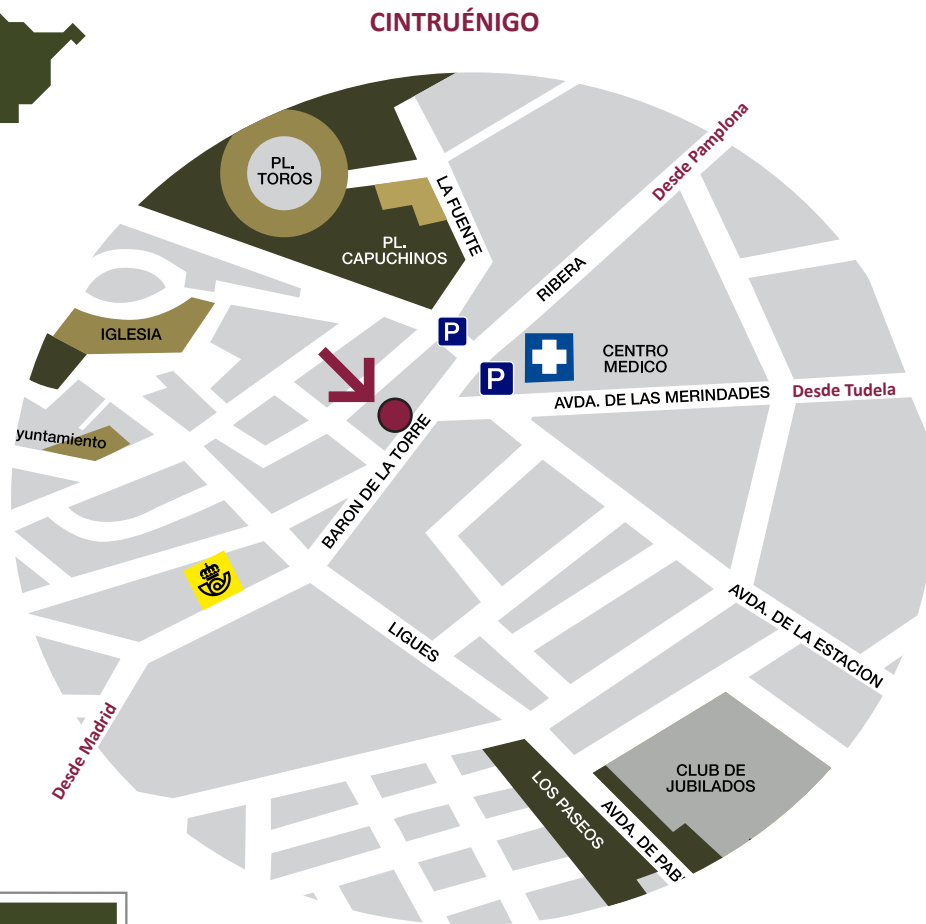 CINTRUÉNIGO
Desde Pamplona
PL.
TOROS
LA FUENTE
PL.
CAPUCHINOS
RIBERA
IGLESIA
P
P
CENTRO
MEDICO
AVDA. DE LAS MERINDADES
Desde Tudela
yuntamiento
BARON DE LA TORRE
AVDA. DE LA ESTACION
LIGUES
Desde Madrid
CLUB DE
JUBILADOS
LOS PASEOS
AVDA. DE PAB